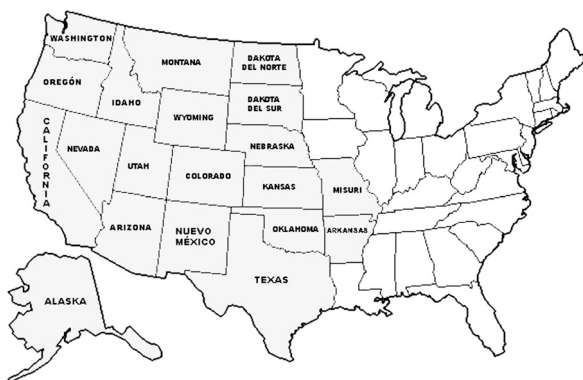 WASHINGTON
MONTANA
DAKOTA
DEL NORTE
OREGÓN
IDAHO
DAKOTA
DEL SUR
WYOMING
CALIFORNIA
NEVADA
NEBRASKA
UTAH
COLORADO
KANSAS
MISURI
ARIZONA
NUEVO
MÉXICO
OKLAHOMA
ARKANSAS
TEXAS
ALASKA